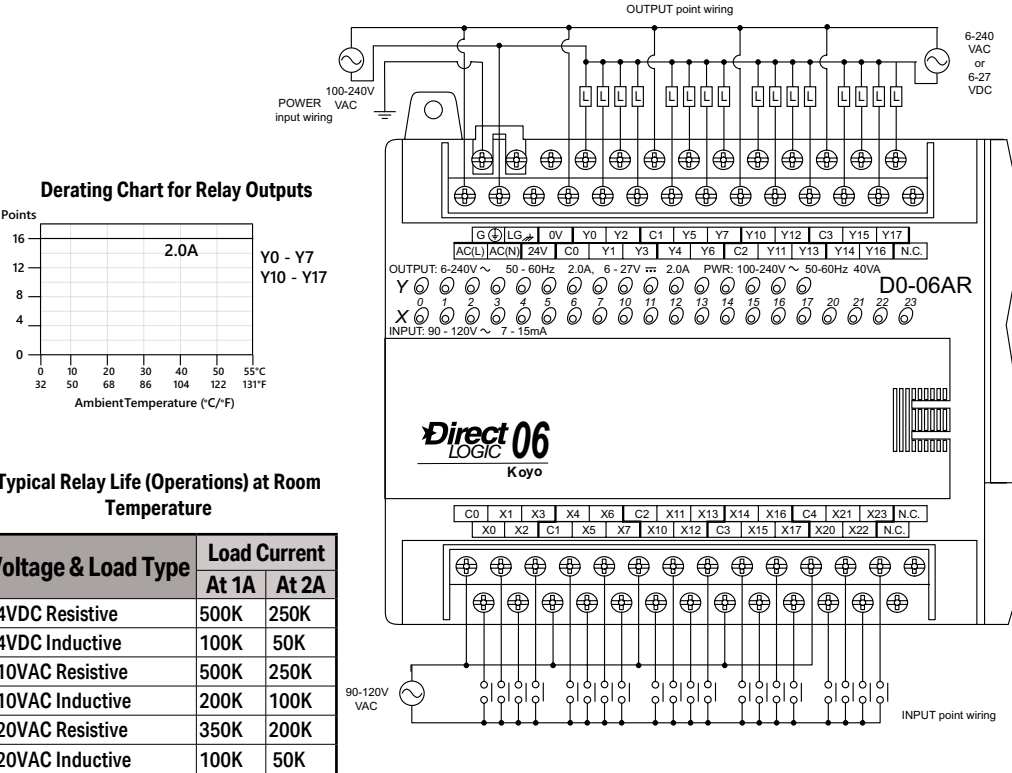 OUTPUT point wiring
6-240
VAC
or
6-27
VDC
100-240V
VAC
POWER
input wiring
L L L L L L L L L L L L L L L L
G LG 0V Y0 Y2 C1 Y5 Y7 Y10 Y12 C3 Y15 Y17
AC(L) AC(N) 24V C0 Y1 Y3 Y4 Y6 C2 Y11 Y13 Y14 Y16 N.C.
OUTPUT: 6-240V ~ 50 - 60Hz 2.0A, 6 - 27V ⎓ 2.0A PWR: 100-240V ~ 50-60Hz 40VA
Y
D0-06AR
0 1 2 3 4 5 6 7 10 11 12 13 14 15 16 17 20 21 22 23
X
INPUT: 90 - 120V ~ 7 - 15mA
Direct
LOGIC 06
Koyo
C0 X1 X3 X4 X6 C2 X11 X13 X14 X16 C4 X21 X23 N.C.
X0 X2 C1 X5 X7 X10 X12 C3 X15 X17 X20 X22 N.C.
90-120V
VAC
INPUT point wiring
Derating Chart for Relay Outputs
Points
16
12
8
4
0
2.0A
Y0 - Y7
Y10 - Y17
0 10 20 30 40 50 55°C
32 50 68 86 104 122 131°F
Ambient Temperature (°C/°F)
Typical Relay Life (Operations) at Room
Temperature
Voltage & Load Type Load Current
At 1A At 2A
4VDC Resistive 500K 250K
4VDC Inductive 100K 50K
10VAC Resistive 500K 250K
10VAC Inductive 200K 100K
20VAC Resistive 350K 200K
20VAC Inductive 100K 50K